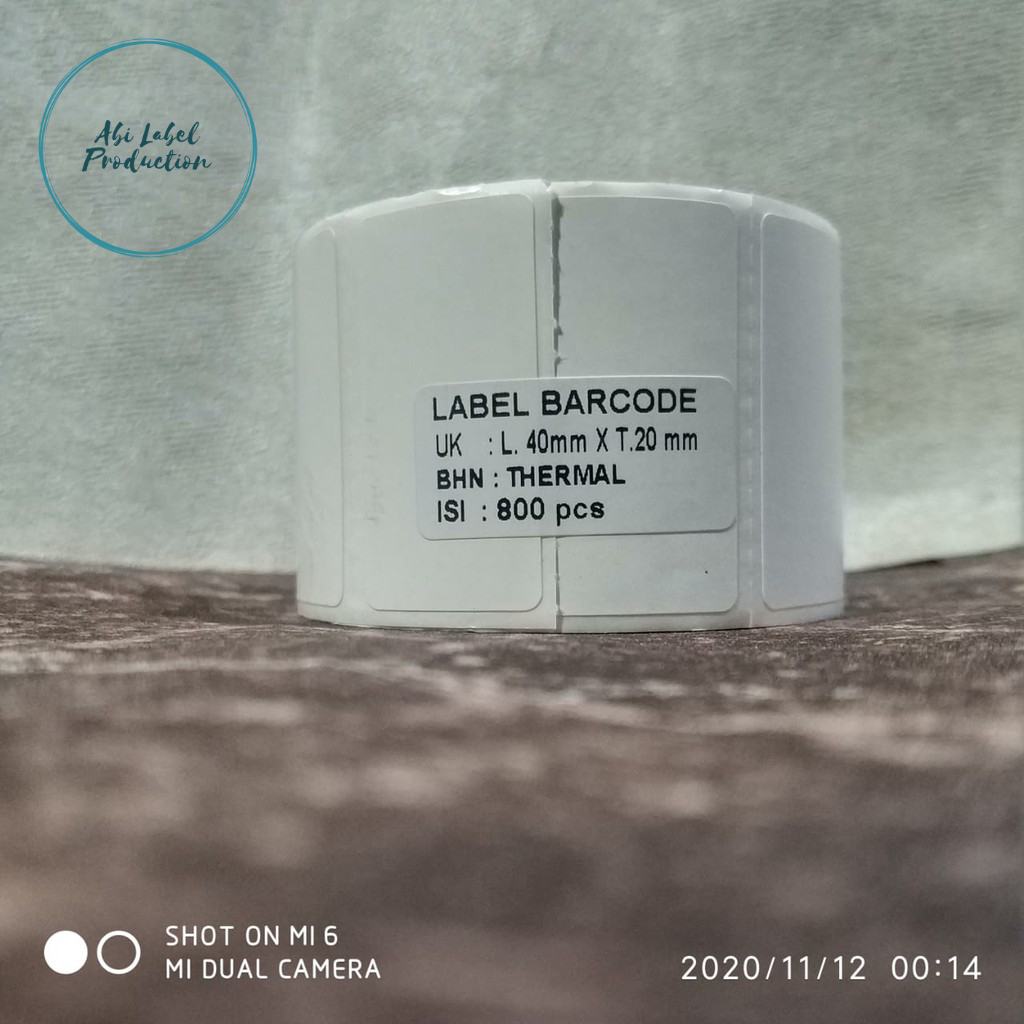 Abi Label
Production
LABEL BARCODE
UK : L. 40mm X T.20 mm
BHN : THERMAL
ISI : 800 pcs
SHOT ON MI 6
MI DUAL CAMERA
2020/11/12 00:14